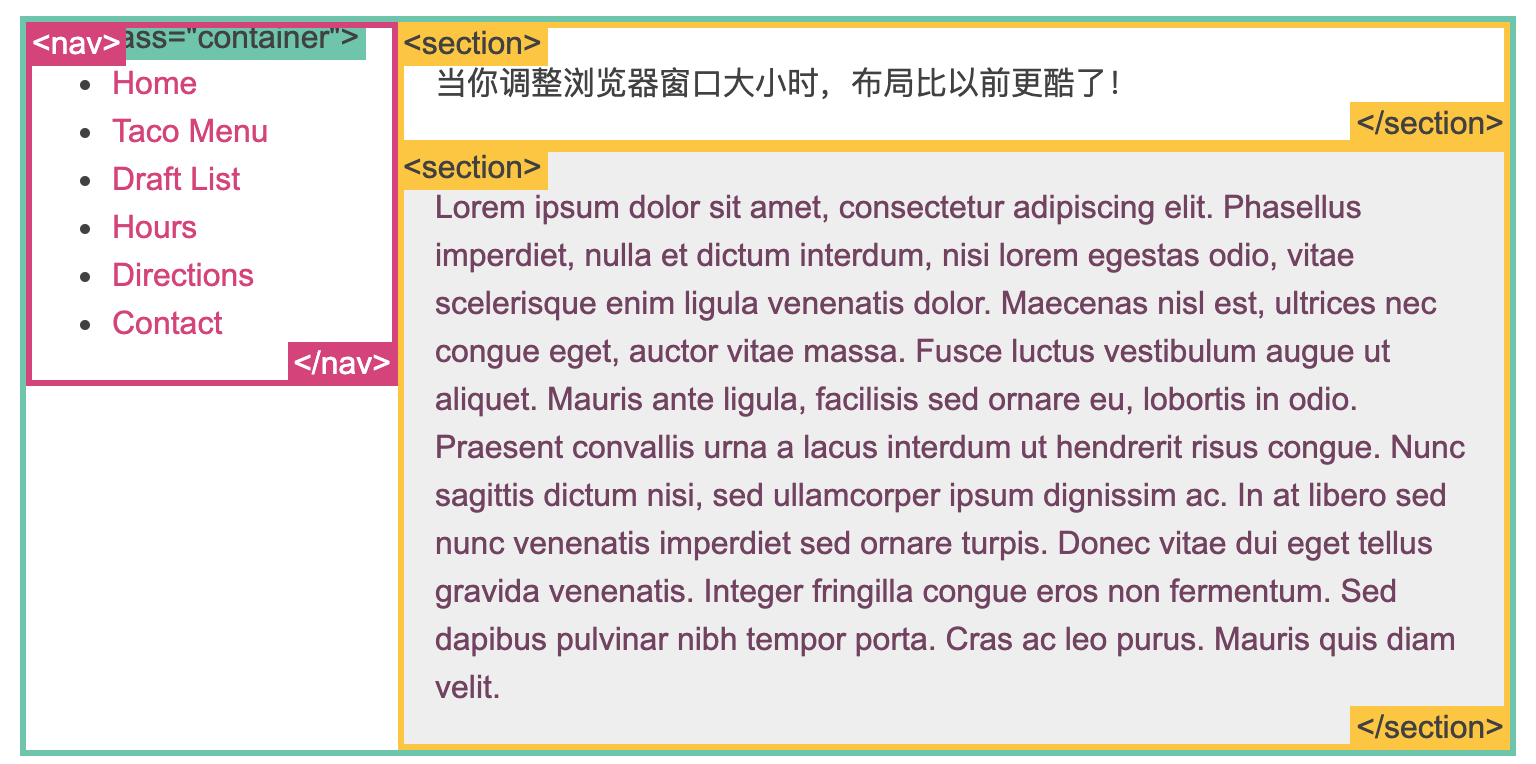 <nav>
ass="container">
Home
Taco Menu
Draft List
Hours
Directions
Contact
</nav>
<section>
当你调整浏览器窗口大小时，布局比以前更酷了！
</section>
<section>
Lorem ipsum dolor sit amet, consectetur adipiscing elit. Phasellus
imperdiet, nulla et dictum interdum, nisi lorem egestas odio, vitae
scelerisque enim ligula venenatis dolor. Maecenas nisl est, ultrices nec
congue eget, auctor vitae massa. Fusce luctus vestibulum augue ut
aliquet. Mauris ante ligula, facilisis sed ornare eu, lobortis in odio.
Praesent convallis urna a lacus interdum ut hendrerit risus congue. Nunc
sagittis dictum nisi, sed ullamcorper ipsum dignissim ac. In at libero sed
nunc venenatis imperdiet sed ornare turpis. Donec vitae dui eget tellus
gravida venenatis. Integer fringilla congue eros non fermentum. Sed
dapibus pulvinar nibh tempor porta. Cras ac leo purus. Mauris quis diam
velit.
</section>